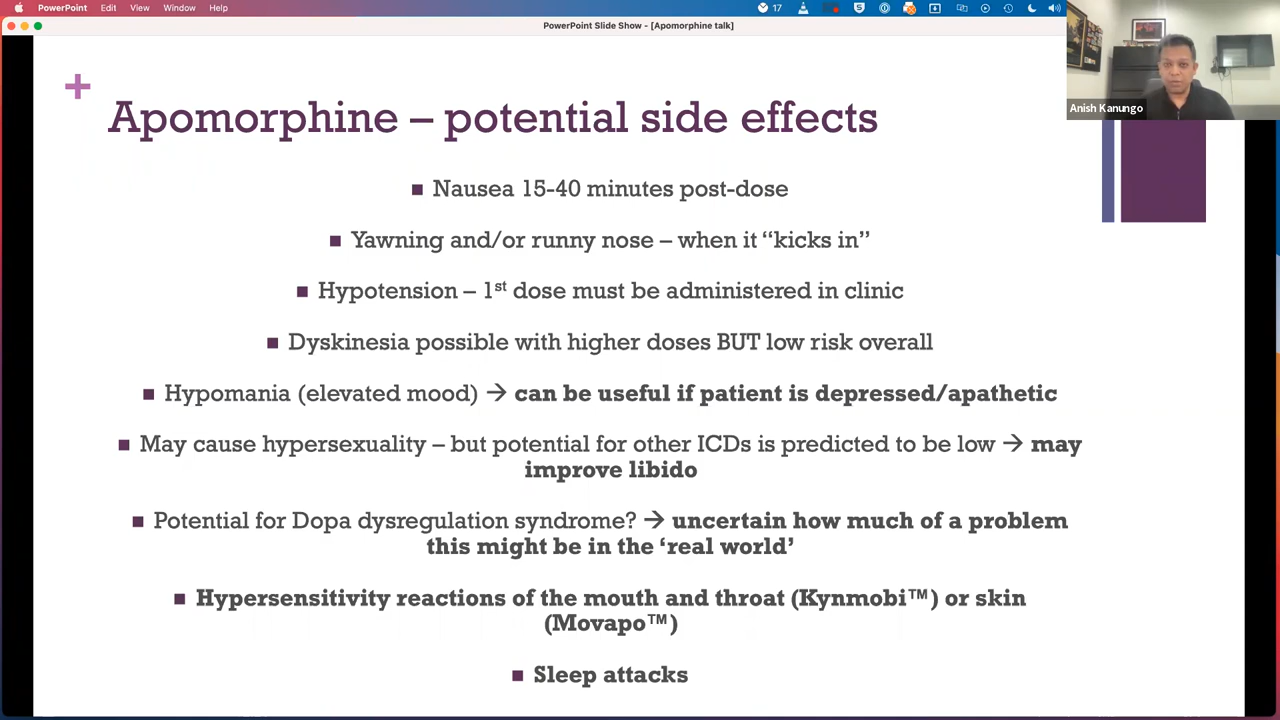 PowerPoint Edit View Window Help
17
PowerPoint Slide Show - [Apomorphine talk]
Anish Kanungo
Apomorphine – potential side effects
Nausea 15-40 minutes post-dose
Yawning and/or runny nose – when it “kicks in”
Hypotension – 1st dose must be administered in clinic
Dyskinesia possible with higher doses BUT low risk overall
Hypomania (elevated mood) → can be useful if patient is depressed/apathetic
May cause hypersexuality – but potential for other ICDs is predicted to be low → may
improve libido
Potential for Dopa dysregulation syndrome? → uncertain how much of a problem
this might be in the ‘real world’
Hypersensitivity reactions of the mouth and throat (Kynmobi™) or skin
(Movapo™)
Sleep attacks